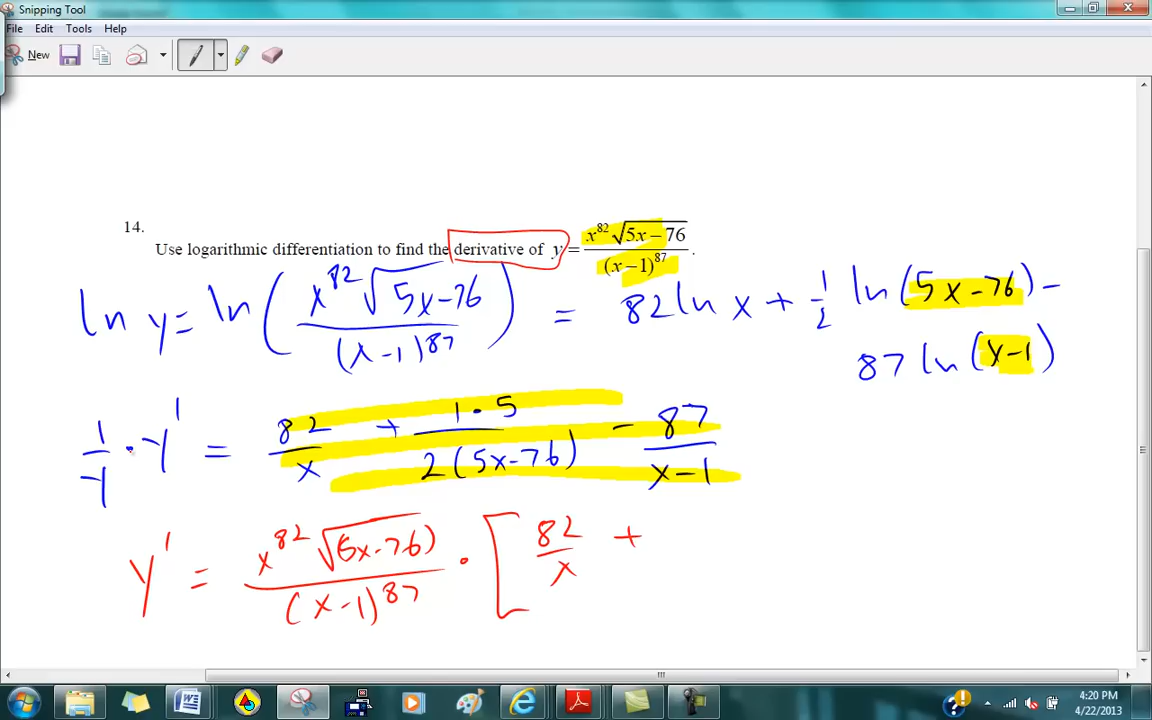 Snipping Tool
File Edit Tools Help
New
14.
Use logarithmic differentiation to find the derivative of y = x^82 √(5x−76) / (x−1)^87.
ln y = ln ( x^82 √5x-76 / (x-1)^87 ) = 82 ln x + 1/2 ln (5x-76) -
87 ln (x-1)
1/y · y' = 82/x + 1·5 / 2(5x-76) - 87/x-1
y' = x^82 √(5x-76) / (x-1)^87 · [ 82/x +
4:20 PM
4/22/2013